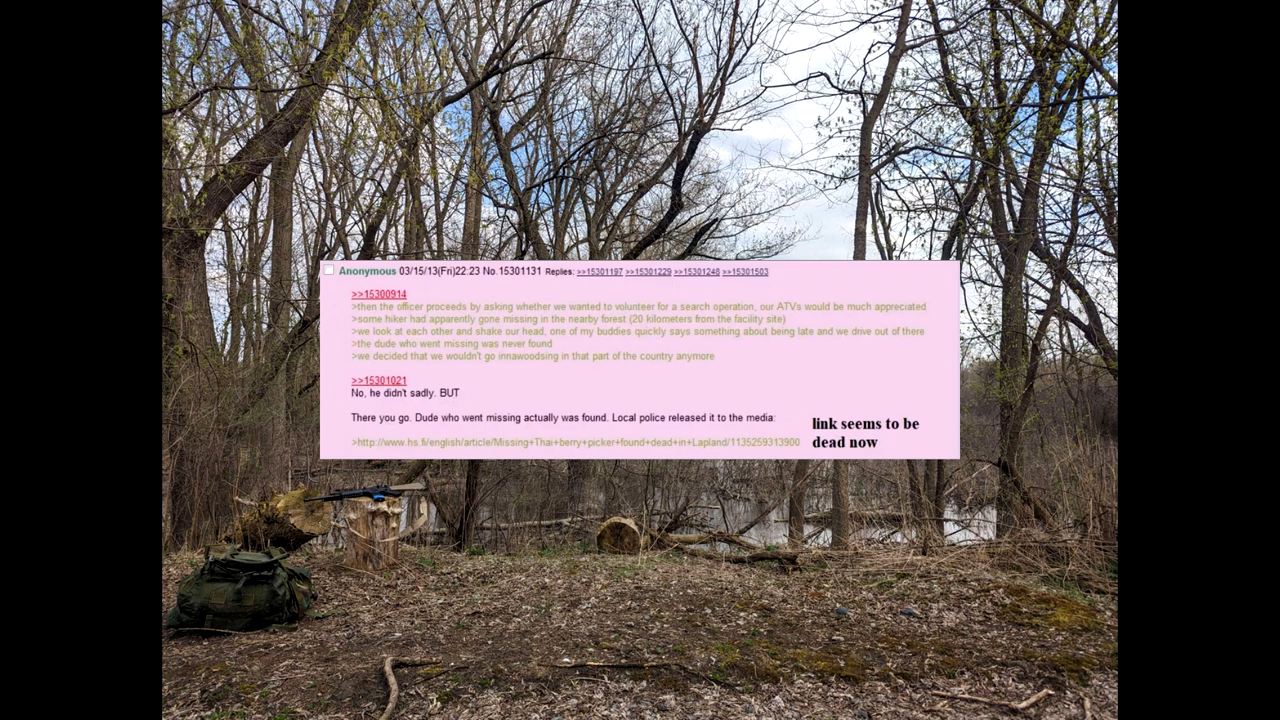 Anonymous 03/15/13(Fri)22:23 No.15301131 Replies: >>15301197 >>15301229 >>15301248 >>15301503
>>15300914
>then the officer proceeds by asking whether we wanted to volunteer for a search operation, our ATVs would be much appreciated
>some hiker had apparently gone missing in the nearby forest (20 kilometers from the facility site)
>we look at each other and shake our head, one of my buddies quickly says something about being late and we drive out of there
>the dude who went missing was never found
>we decided that we wouldn't go innawoodsing in that part of the country anymore
>>15301021
No, he didn't sadly. BUT
There you go. Dude who went missing actually was found. Local police released it to the media:
>http://www.hs.fi/english/article/Missing+Thai+berry+picker+found+dead+in+Lapland/1135259313900
link seems to be
dead now